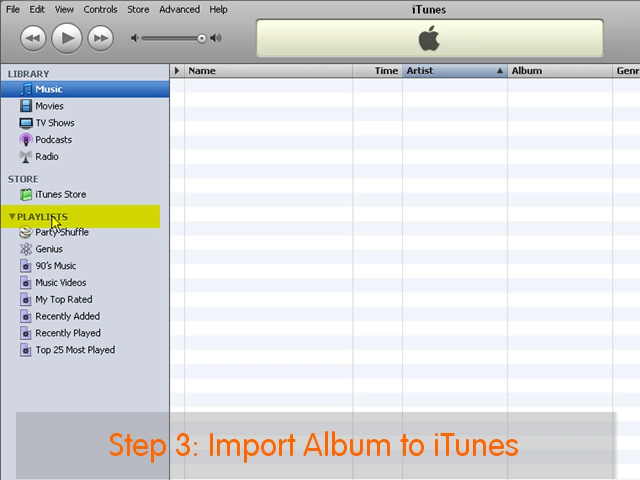 File Edit View Controls Store Advanced Help
iTunes
LIBRARY
Music
Movies
TV Shows
Podcasts
Radio
STORE
iTunes Store
PLAYLISTS
Party Shuffle
Genius
90's Music
Music Videos
My Top Rated
Recently Added
Recently Played
Top 25 Most Played
Name Time Artist Album Genr
Step 3: Import Album to iTunes